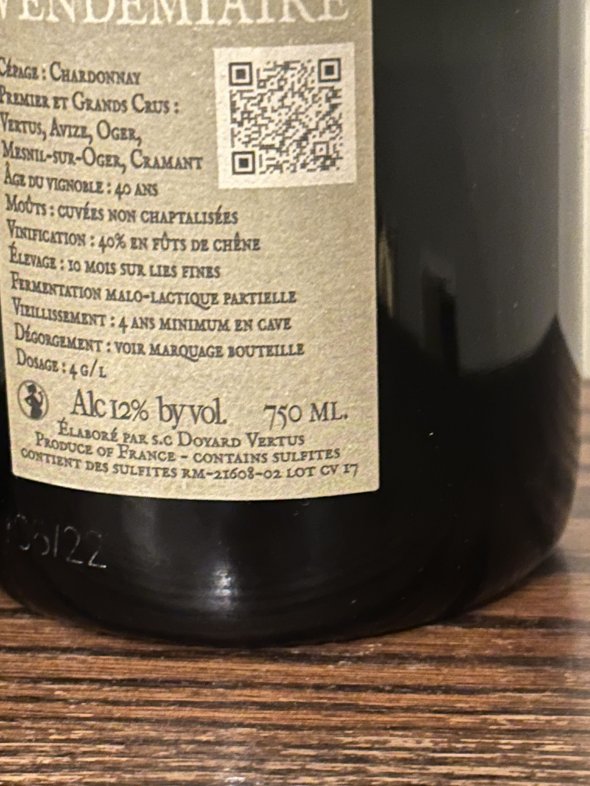 VENDÉMIAIRE
Cépage : Chardonnay
Premier et Grands Crus :
Vertus, Avize, Oger,
Mesnil-sur-Oger, Cramant
Âge du vignoble : 40 ans
Moûts : cuvées non chaptalisées
Vinification : 40% en fûts de chêne
Élevage : 10 mois sur lies fines
Fermentation malo-lactique partielle
Vieillissement : 4 ans minimum en cave
Dégorgement : voir marquage bouteille
Dosage : 4 g/l
Alc 12% by vol. 750 ML.
Élaboré par s.c Doyard Vertus
Produce of France - contains sulfites
contient des sulfites RM-21608-02 LOT CV 17
/22